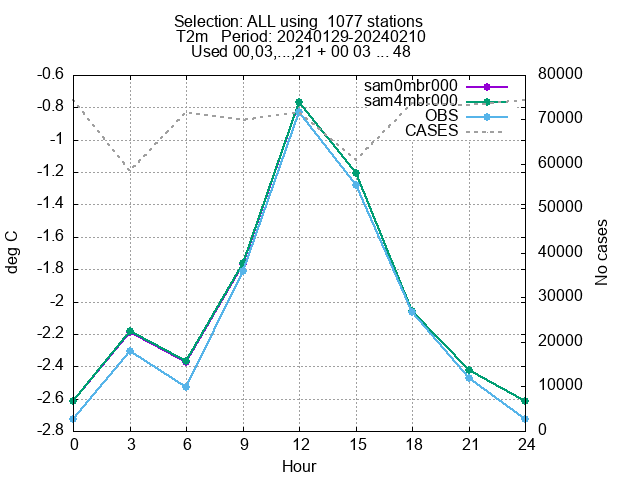 Selection: ALL using  1077 stations
T2m   Period: 20240129-20240210
Used 00,03,...,21 + 00 03 ... 48
sam0mbr000
sam4mbr000
OBS
CASES
-0.6
-0.8
-1
-1.2
-1.4
-1.6
-1.8
-2
-2.2
-2.4
-2.6
-2.8
deg C
80000
70000
60000
50000
40000
30000
20000
10000
0
No cases
0 3 6 9 12 15 18 21 24
Hour